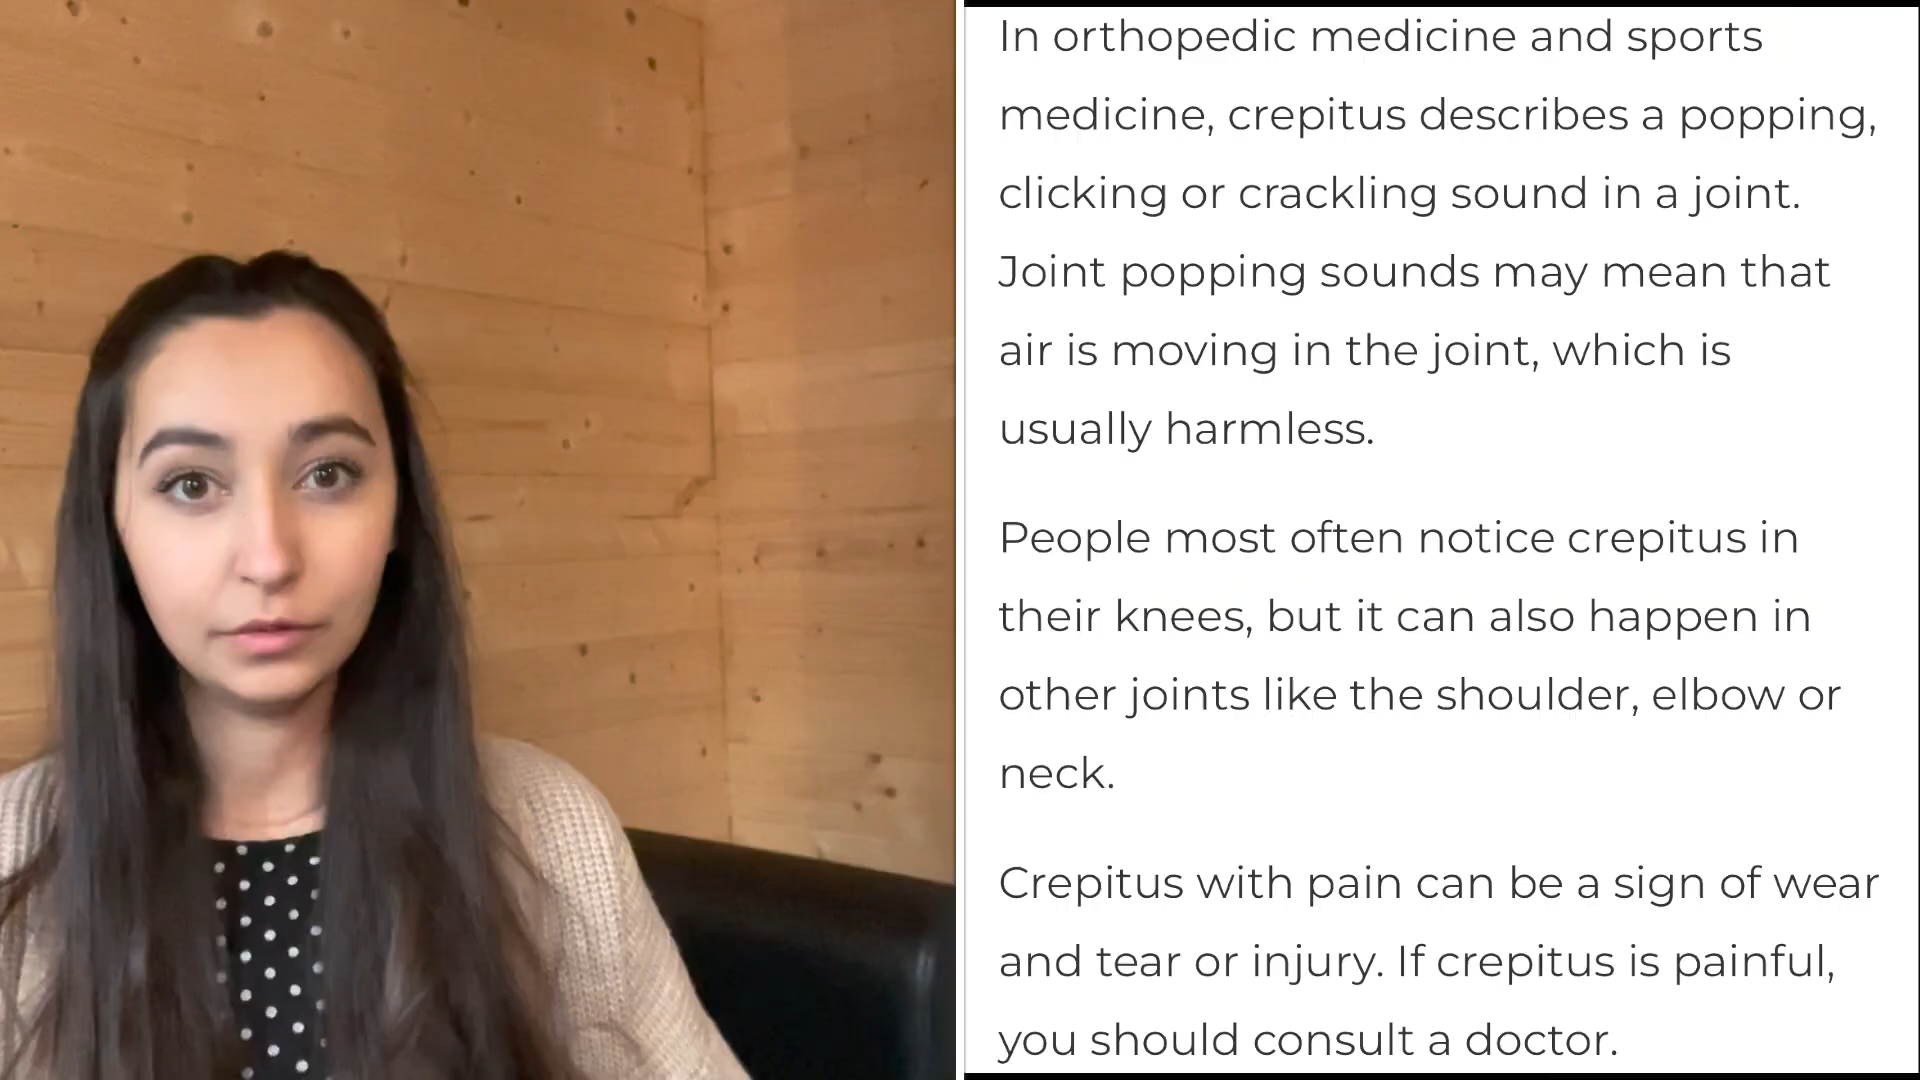 In orthopedic medicine and sports
medicine, crepitus describes a popping,
clicking or crackling sound in a joint.
Joint popping sounds may mean that
air is moving in the joint, which is
usually harmless.
People most often notice crepitus in
their knees, but it can also happen in
other joints like the shoulder, elbow or
neck.
Crepitus with pain can be a sign of wear
and tear or injury. If crepitus is painful,
you should consult a doctor.